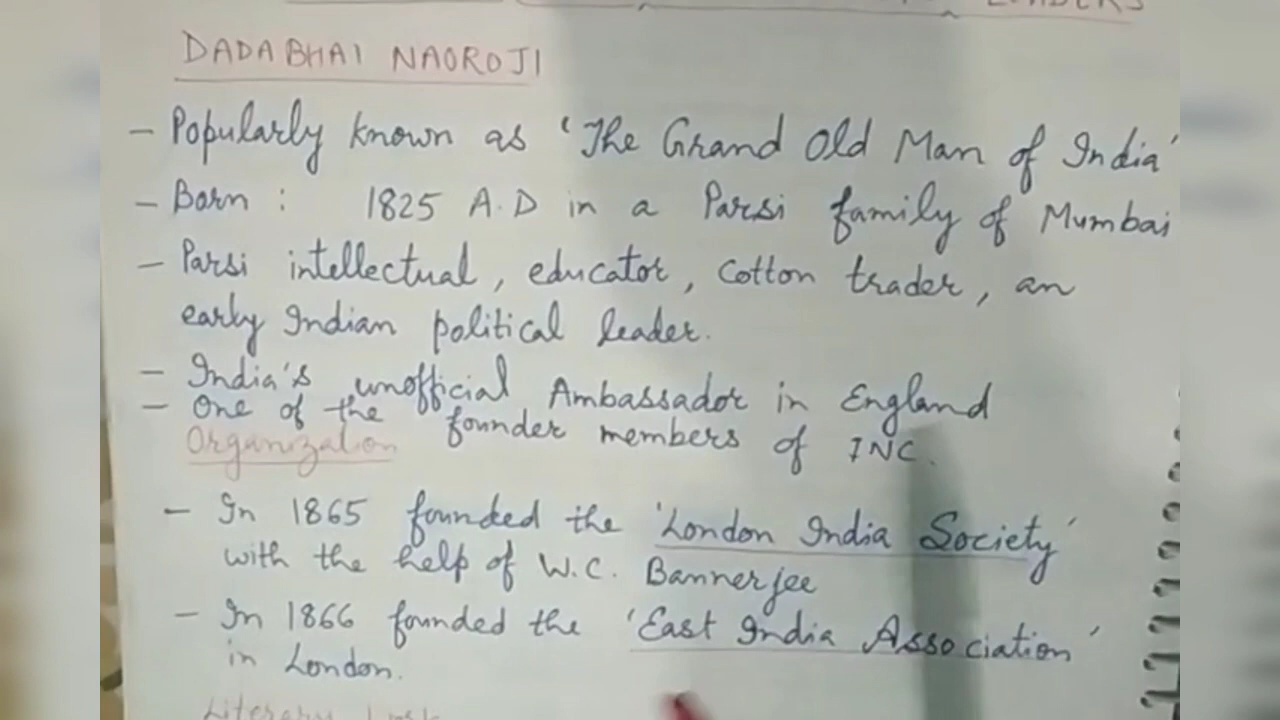 LEADERS
DADABHAI NAOROJI
- Popularly known as 'The Grand Old Man of India'
- Born : 1825 A.D in a Parsi family of Mumbai
- Parsi intellectual, educator, cotton trader, an
early Indian political leader.
- India's unofficial Ambassador in England
- One of the founder members of INC.
Organization
- In 1865 founded the 'London India Society'
with the help of W.C. Bannerjee
- In 1866 founded the 'East India Association'
in London.
Literary